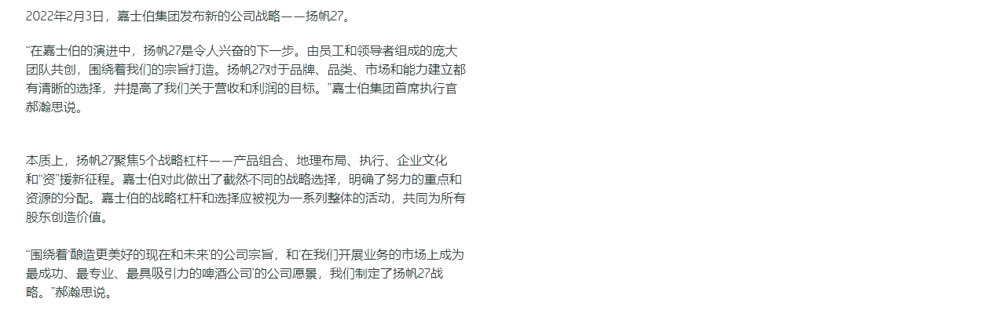 2022年2月3日，嘉士伯集团发布新的公司战略——扬帆27。
“在嘉士伯的演进中，扬帆27是令人兴奋的下一步。由员工和领导者组成的庞大
团队共创，围绕着我们的宗旨打造。扬帆27对于品牌、品类、市场和能力建立都
有清晰的选择，并提高了我们关于营收和利润的目标。”嘉士伯集团首席执行官
郝瀚思说。
本质上，扬帆27聚焦5个战略杠杆——产品组合、地理布局、执行、企业文化
和“资”援新征程。嘉士伯对此做出了截然不同的战略选择，明确了努力的重点和
资源的分配。嘉士伯的战略杠杆和选择应被视为一系列整体的活动，共同为所有
股东创造价值。
“围绕着‘酿造更美好的现在和未来’的公司宗旨，和‘在我们开展业务的市场上成为
最成功、最专业、最具吸引力的啤酒公司’的公司愿景，我们制定了扬帆27战
略。”郝瀚思说。